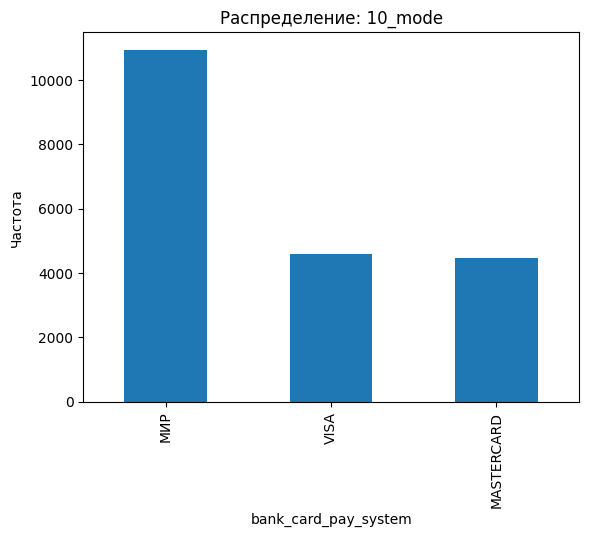 Распределение: 10_mode
10000
8000
6000
4000
2000
0
Частота
МИР
VISA
MASTERCARD
bank_card_pay_system